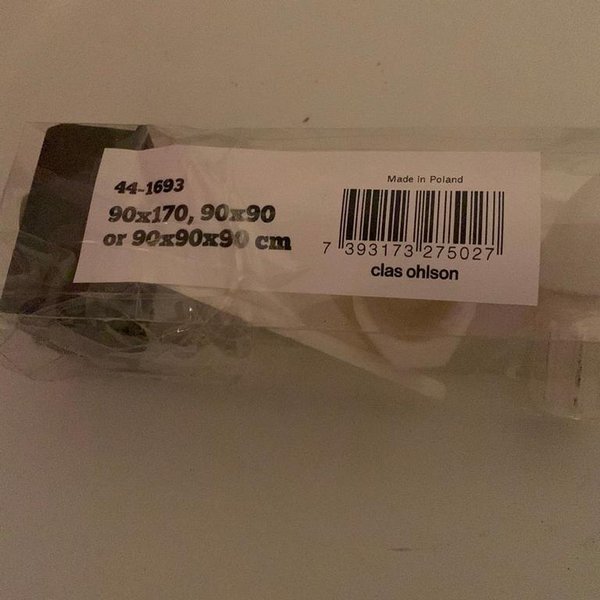 44-1693
90x170, 90x90
or 90x90x90 cm
Made in Poland
7 393173 275027
clas ohlson